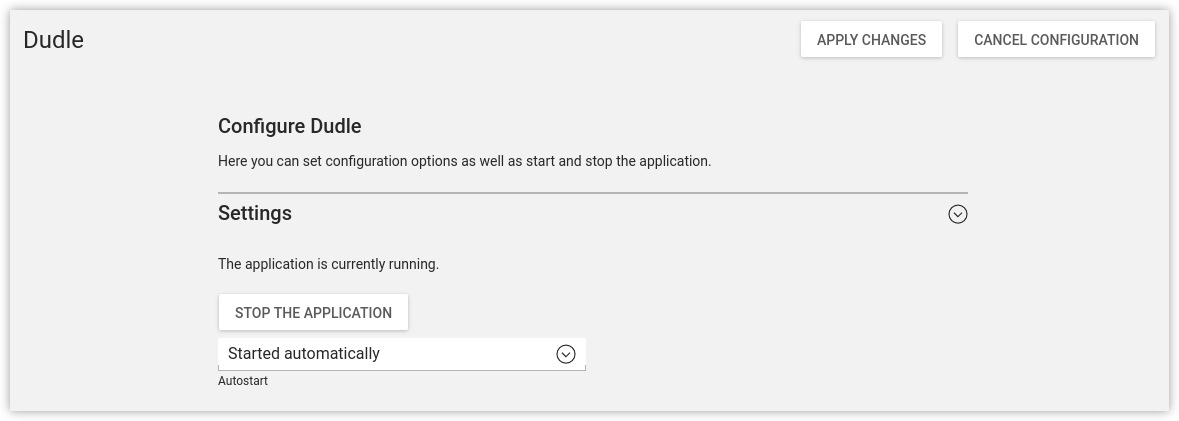 Dudle
APPLY CHANGES
CANCEL CONFIGURATION
Configure Dudle
Here you can set configuration options as well as start and stop the application.
Settings
The application is currently running.
STOP THE APPLICATION
Started automatically
Autostart